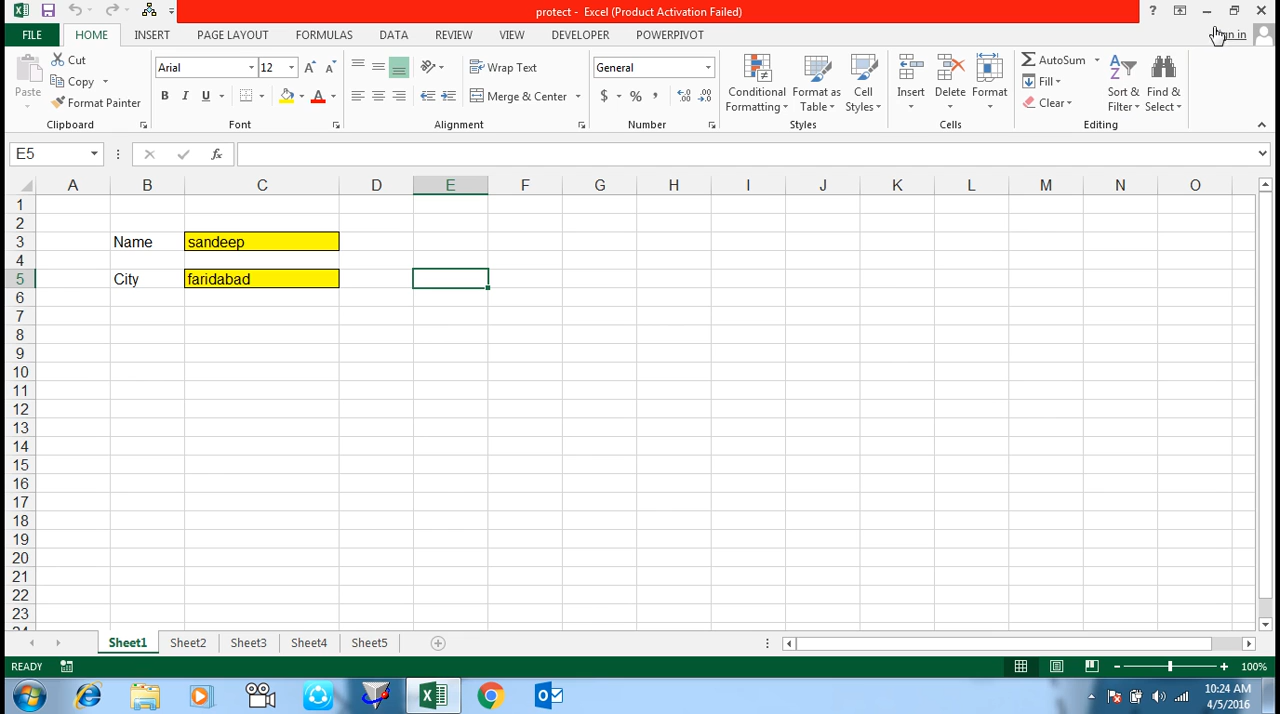 protect - Excel (Product Activation Failed)
FILE HOME INSERT PAGE LAYOUT FORMULAS DATA REVIEW VIEW DEVELOPER POWERPIVOT
Cut
Copy
Format Painter
Paste
Clipboard
Arial 12
B I U
Font
Wrap Text
Merge & Center
Alignment
General
$ % ,
Number
Conditional Formatting
Format as Table
Cell Styles
Styles
Insert
Delete
Format
Cells
AutoSum
Fill
Clear
Sort & Filter
Find & Select
Editing
E5
A B C D E F G H I J K L M N O
1
2
3 Name sandeep
4
5 City faridabad
6
7
8
9
10
11
12
13
14
15
16
17
18
19
20
21
22
23
Sheet1 Sheet2 Sheet3 Sheet4 Sheet5
READY
100%
10:24 AM
4/5/2016